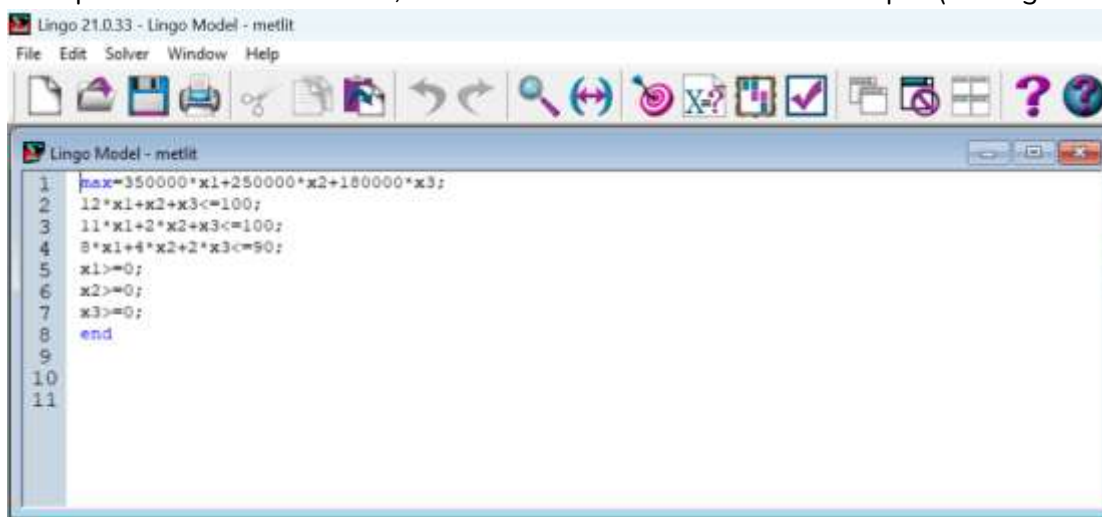 Lingo 21.0.33 - Lingo Model - metlit
File Edit Solver Window Help
Lingo Model - metlit
1 max=350000*x1+250000*x2+180000*x3;
2 12*x1+x2+x3<=100;
3 11*x1+2*x2+x3<=100;
4 8*x1+4*x2+2*x3<=90;
5 x1>=0;
6 x2>=0;
7 x3>=0;
8 end
9
10
11